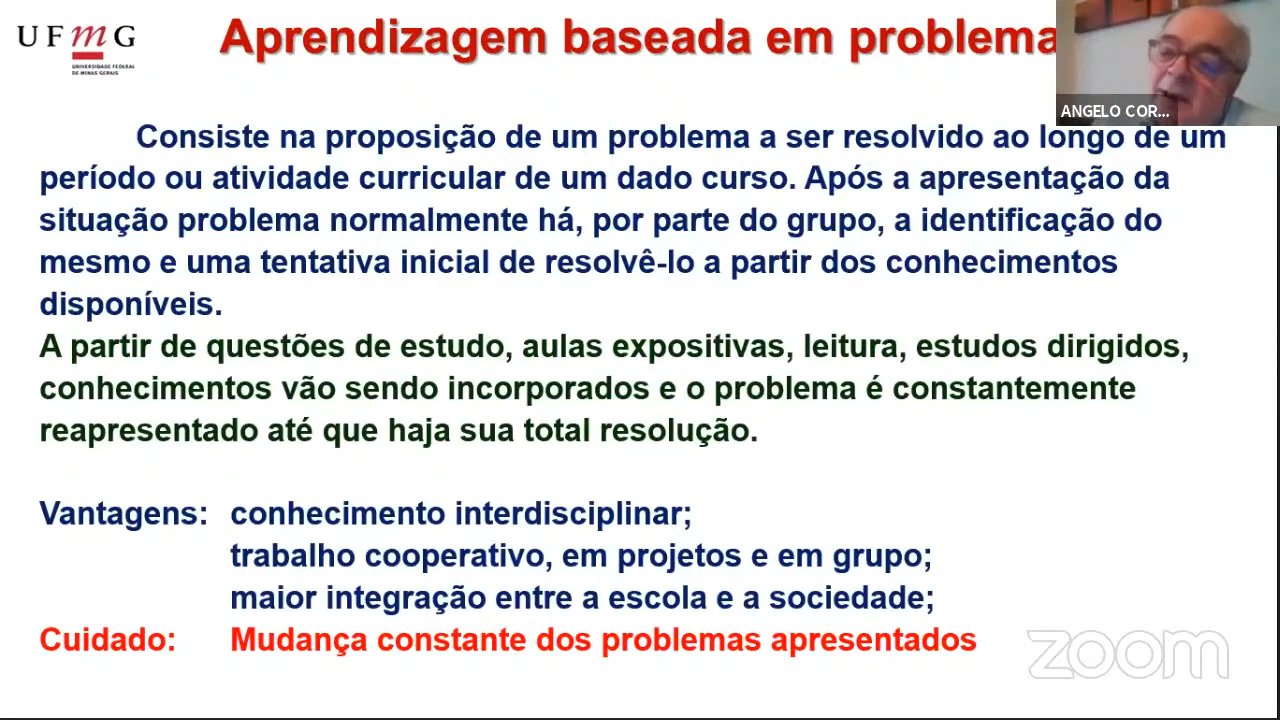 UFMG
UNIVERSIDADE FEDERAL
DE MINAS GERAIS
Aprendizagem baseada em problema
ANGELO COR...
Consiste na proposição de um problema a ser resolvido ao longo de um
período ou atividade curricular de um dado curso. Após a apresentação da
situação problema normalmente há, por parte do grupo, a identificação do
mesmo e uma tentativa inicial de resolvê-lo a partir dos conhecimentos
disponíveis.
A partir de questões de estudo, aulas expositivas, leitura, estudos dirigidos,
conhecimentos vão sendo incorporados e o problema é constantemente
reapresentado até que haja sua total resolução.
Vantagens: conhecimento interdisciplinar;
trabalho cooperativo, em projetos e em grupo;
maior integração entre a escola e a sociedade;
Cuidado: Mudança constante dos problemas apresentados
zoom